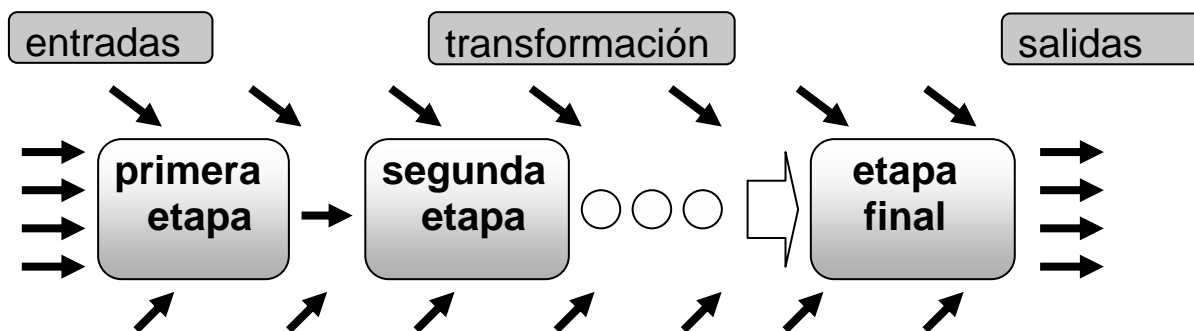 entradas
transformación
salidas
primera
etapa
segunda
etapa
etapa
final